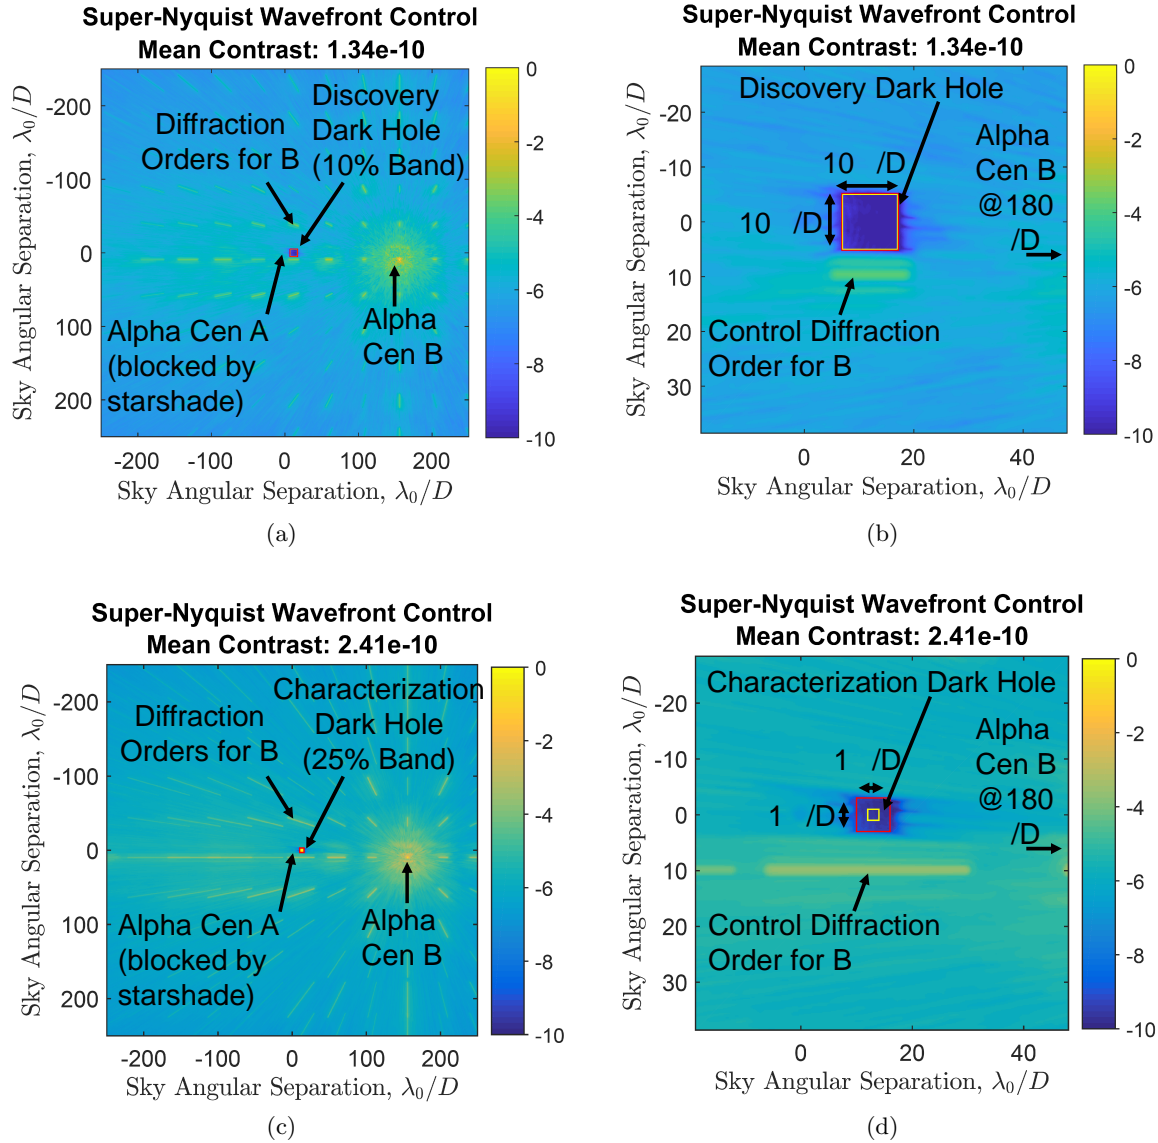 Super-Nyquist Wavefront Control
Mean Contrast: 1.34e-10
Sky Angular Separation, λ₀/D
-200
-100
0
100
200
Diffraction
Orders for B
Discovery
Dark Hole
(10% Band)
Alpha Cen A
(blocked by
starshade)
Alpha
Cen B
-200
-100
0
100
200
Sky Angular Separation, λ₀/D
0
-2
-4
-6
-8
-10
(a)
Super-Nyquist Wavefront Control
Mean Contrast: 1.34e-10
Sky Angular Separation, λ₀/D
-20
-10
0
10
20
30
Discovery Dark Hole
10 /D
10 /D
Alpha
Cen B
@180
/D
Control Diffraction
Order for B
0
20
40
Sky Angular Separation, λ₀/D
0
-2
-4
-6
-8
-10
(b)
Super-Nyquist Wavefront Control
Mean Contrast: 2.41e-10
Sky Angular Separation, λ₀/D
-200
-100
0
100
200
Diffraction
Orders for B
Characterization
Dark Hole
(25% Band)
Alpha Cen A
(blocked by
starshade)
Alpha
Cen B
-200
-100
0
100
200
Sky Angular Separation, λ₀/D
0
-2
-4
-6
-8
-10
(c)
Super-Nyquist Wavefront Control
Mean Contrast: 2.41e-10
Sky Angular Separation, λ₀/D
-20
-10
0
10
20
30
Characterization Dark Hole
1 /D
1 /D
Alpha
Cen B
@180
/D
Control Diffraction
Order for B
0
20
40
Sky Angular Separation, λ₀/D
0
-2
-4
-6
-8
-10
(d)